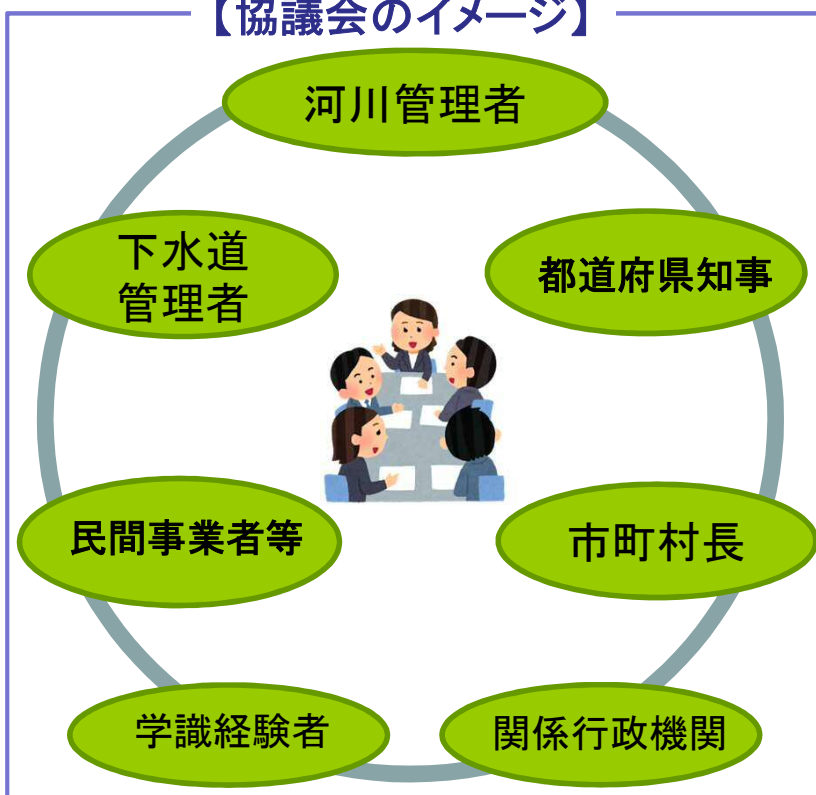 【協議会のイメージ】
河川管理者
下水道
管理者
都道府県知事
民間事業者等
市町村長
学識経験者
関係行政機関